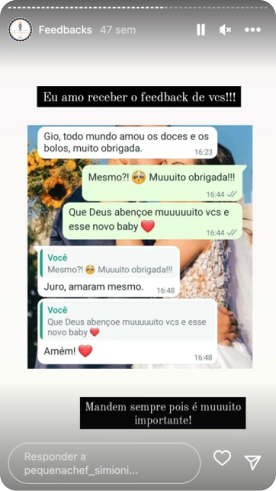 Feedbacks 47 sem
Eu amo receber o feedback de vcs!!!
Gio, todo mundo amou os doces e os
bolos, muito obrigada.
16:23
Mesmo?! 🥹 Muuuito obrigada!!!
16:44
Que Deus abençoe muuuuuito vcs e
esse novo baby ❤️
16:44
Você
Mesmo?! 🥹 Muuuito obrigada!!!
Juro, amaram mesmo. 16:48
Você
Que Deus abençoe muuuuuito vcs e esse
novo baby ❤️
Amém! ❤️
16:48
Mandem sempre pois é muuuito
importante!
Responder a
pequenachef_simioni...